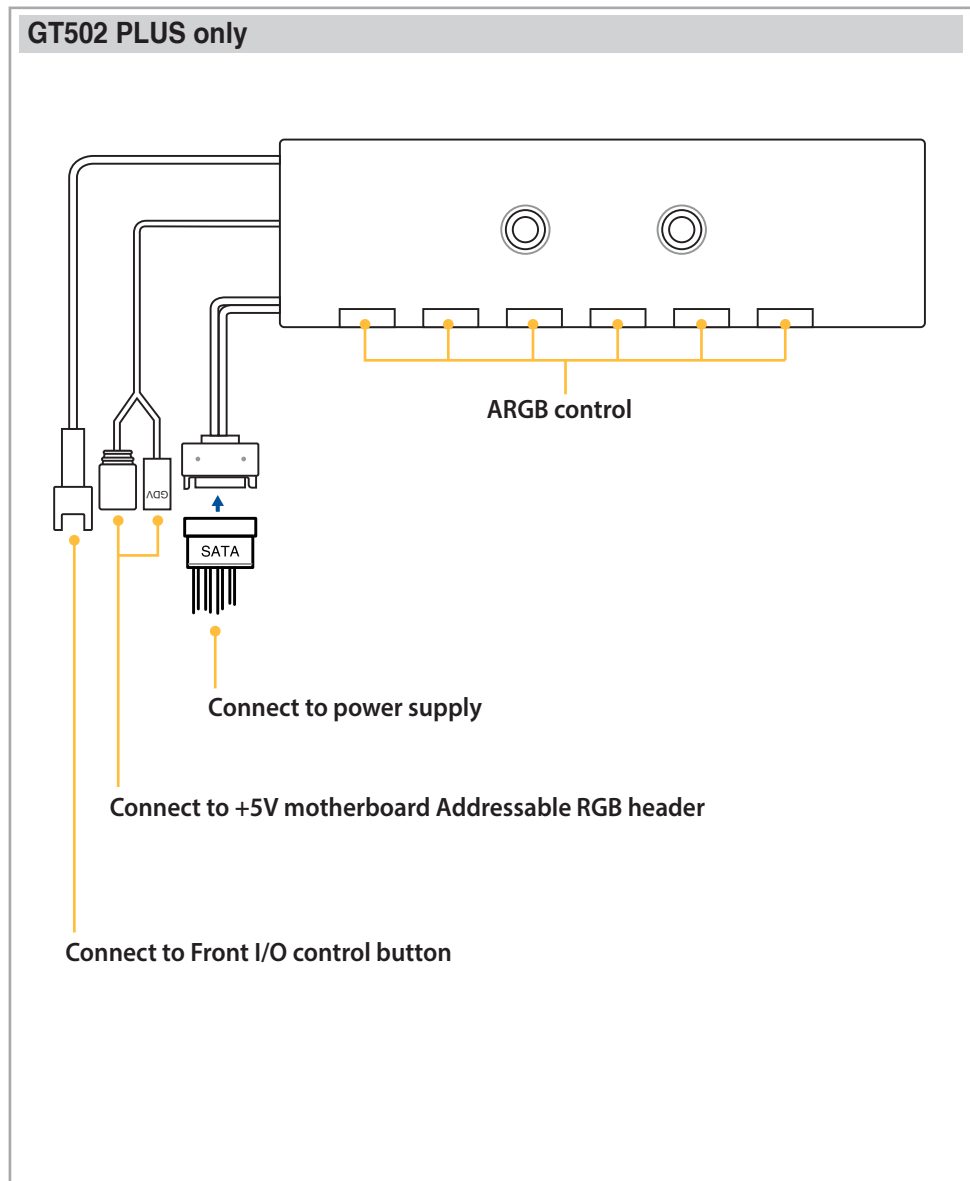 GT502 PLUS only
ARGB control
GDV
SATA
Connect to power supply
Connect to +5V motherboard Addressable RGB header
Connect to Front I/O control button